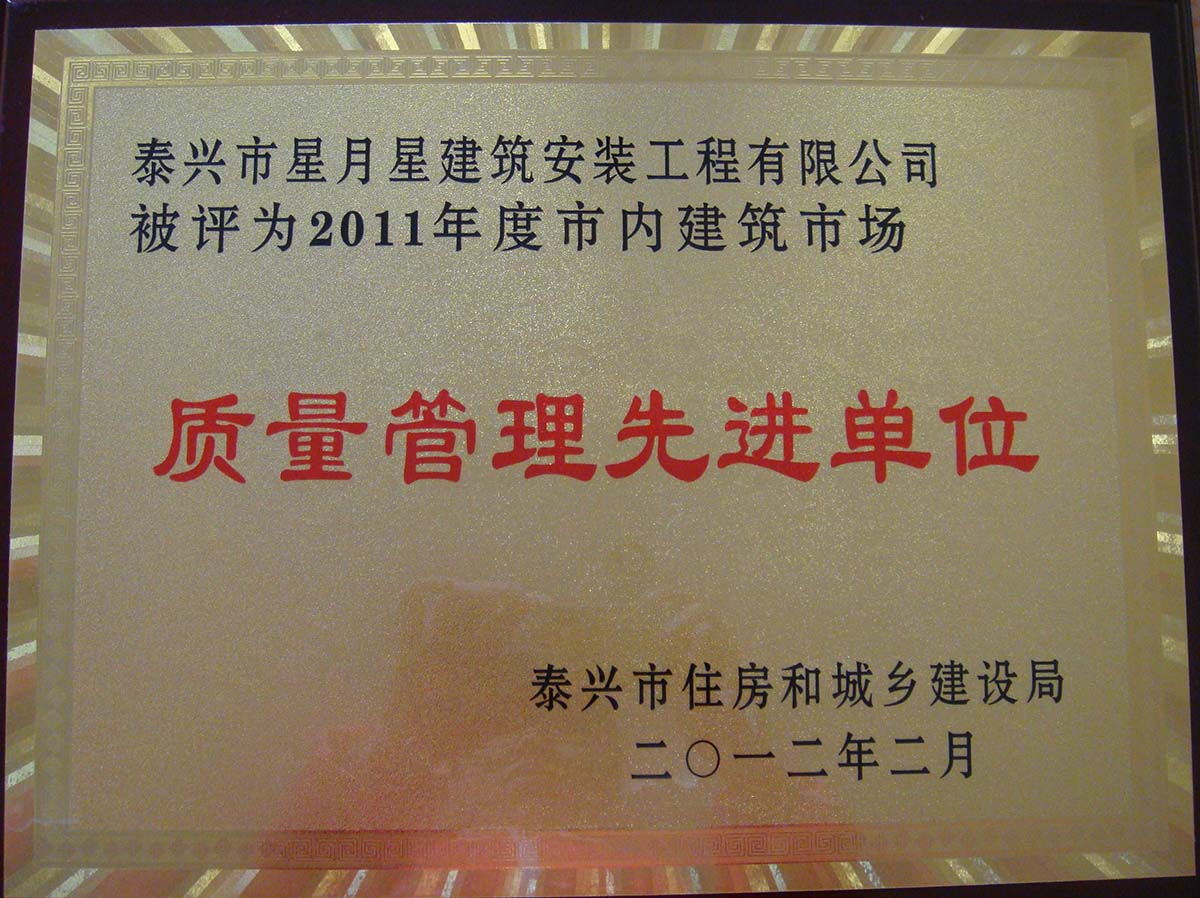 泰兴市星月星建筑安装工程有限公司
被评为2011年度市内建筑市场
质量管理先进单位
泰兴市住房和城乡建设局
二〇一二年二月